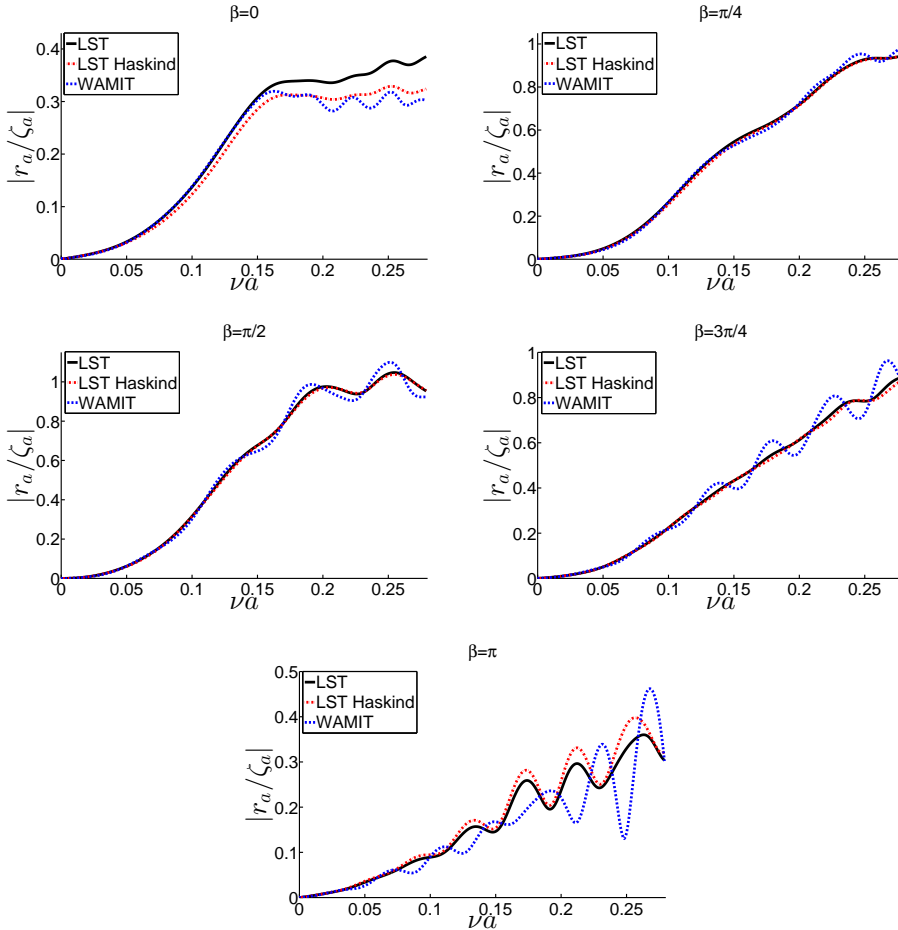 β=0
LST
LST Haskind
WAMIT
|r_a/ζ_a|
0.4
0.3
0.2
0.1
0
0 0.05 0.1 0.15 0.2 0.25
νa
β=π/4
LST
LST Haskind
WAMIT
|r_a/ζ_a|
1
0.8
0.6
0.4
0.2
0
0 0.05 0.1 0.15 0.2 0.25
νa
β=π/2
LST
LST Haskind
WAMIT
|r_a/ζ_a|
1
0.8
0.6
0.4
0.2
0
0 0.05 0.1 0.15 0.2 0.25
νa
β=3π/4
LST
LST Haskind
WAMIT
|r_a/ζ_a|
1
0.8
0.6
0.4
0.2
0
0 0.05 0.1 0.15 0.2 0.25
νa
β=π
LST
LST Haskind
WAMIT
|r_a/ζ_a|
0.5
0.4
0.3
0.2
0.1
0
0 0.05 0.1 0.15 0.2 0.25
νa